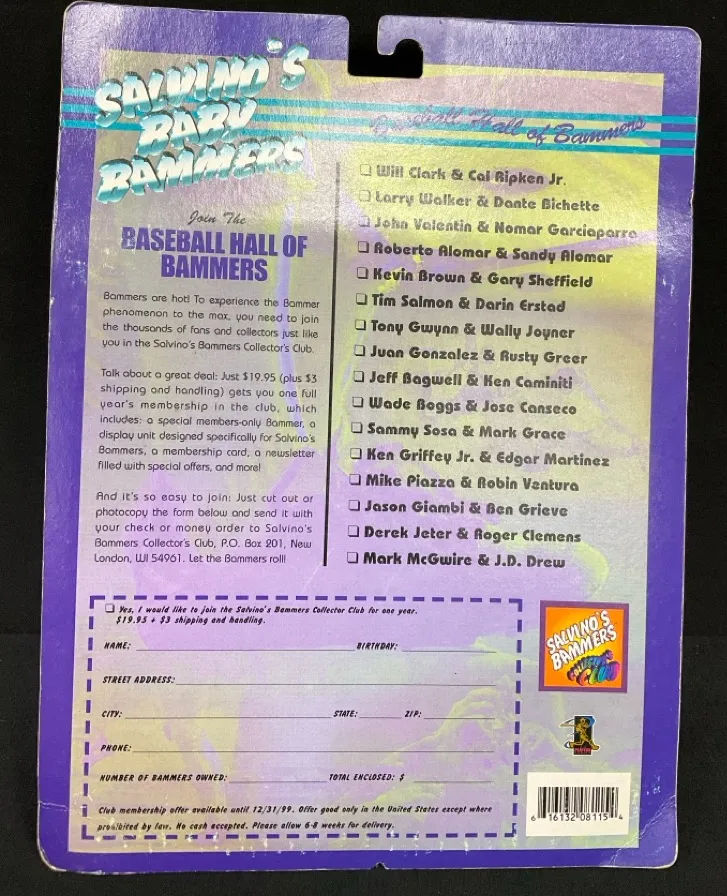 SALVINO'S
BABY
BAMMERS
Join The
BASEBALL HALL OF
BAMMERS
Bammers are hot! To experience the Bammer
phenomenon to the max, you need to join
the thousands of fans and collectors just like
you in the Salvino's Bammers Collector's Club.
Talk about a great deal: Just $19.95 (plus $3
shipping and handling) gets you one full
year's membership in the club, which
includes: a special members-only Bammer, a
display unit designed specifically for Salvino's
Bammers, a membership card, a newsletter
filled with special offers, and more!
And it's so easy to join: Just cut out or
photocopy the form below and send it with
your check or money order to Salvino's
Bammers Collector's Club, P.O. Box 201, New
London, WI 54961. Let the Bammers roll!
Baseball Hall of Bammers
❏ Will Clark & Cal Ripken Jr.
❏ Larry Walker & Dante Bichette
❏ John Valentin & Nomar Garciaparra
❏ Roberto Alomar & Sandy Alomar
❏ Kevin Brown & Gary Sheffield
❏ Tim Salmon & Darin Erstad
❏ Tony Gwynn & Wally Joyner
❏ Juan Gonzalez & Rusty Greer
❏ Jeff Bagwell & Ken Caminiti
❏ Wade Boggs & Jose Canseco
❏ Sammy Sosa & Mark Grace
❏ Ken Griffey Jr. & Edgar Martinez
❏ Mike Piazza & Robin Ventura
❏ Jason Giambi & Ben Grieve
❏ Derek Jeter & Roger Clemens
❏ Mark McGwire & J.D. Drew
❏ Yes, I would like to join the Salvino's Bammers Collector Club for one year.
$19.95 + $3 shipping and handling.
NAME: BIRTHDAY:
STREET ADDRESS:
CITY: STATE: ZIP:
PHONE:
NUMBER OF BAMMERS OWNED: TOTAL ENCLOSED: $
Club membership offer available until 12/31/99. Offer good only in the United States except where
prohibited by law. No cash accepted. Please allow 6-8 weeks for delivery.
SALVINO'S
BAMMERS
CLUB
6 16132 08115 4